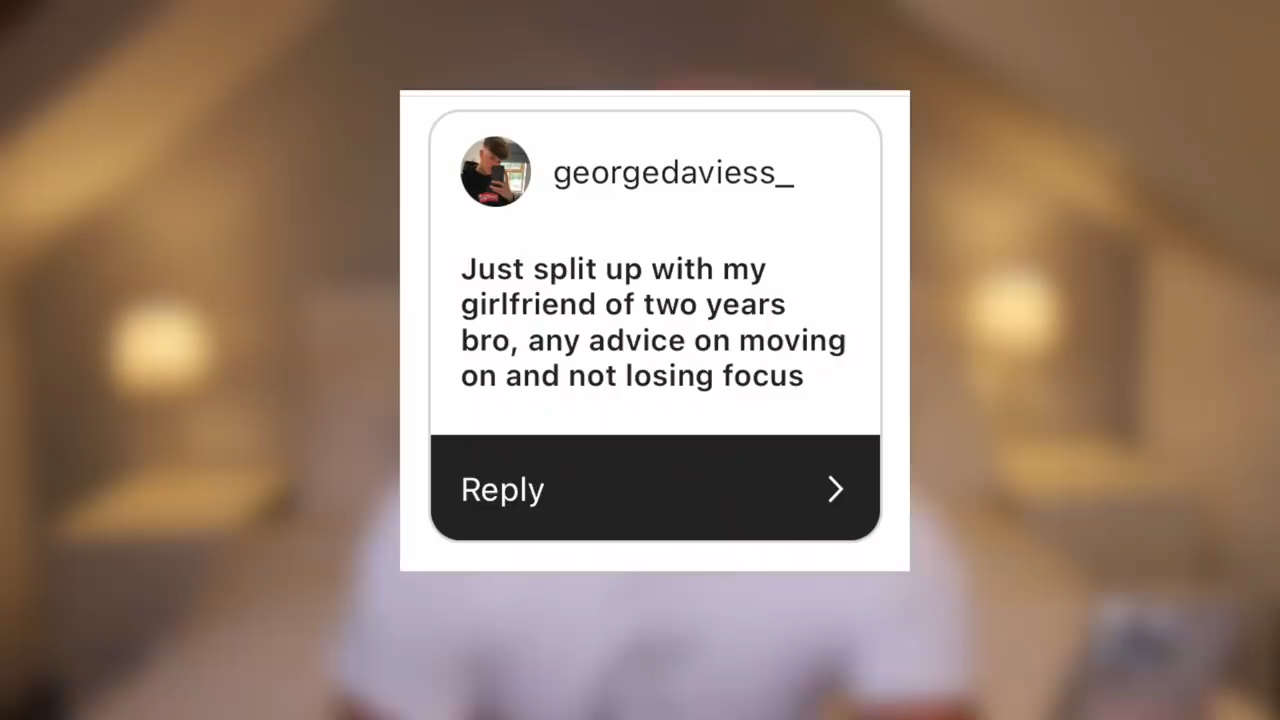 georgedaviess_
Just split up with my
girlfriend of two years
bro, any advice on moving
on and not losing focus
Reply